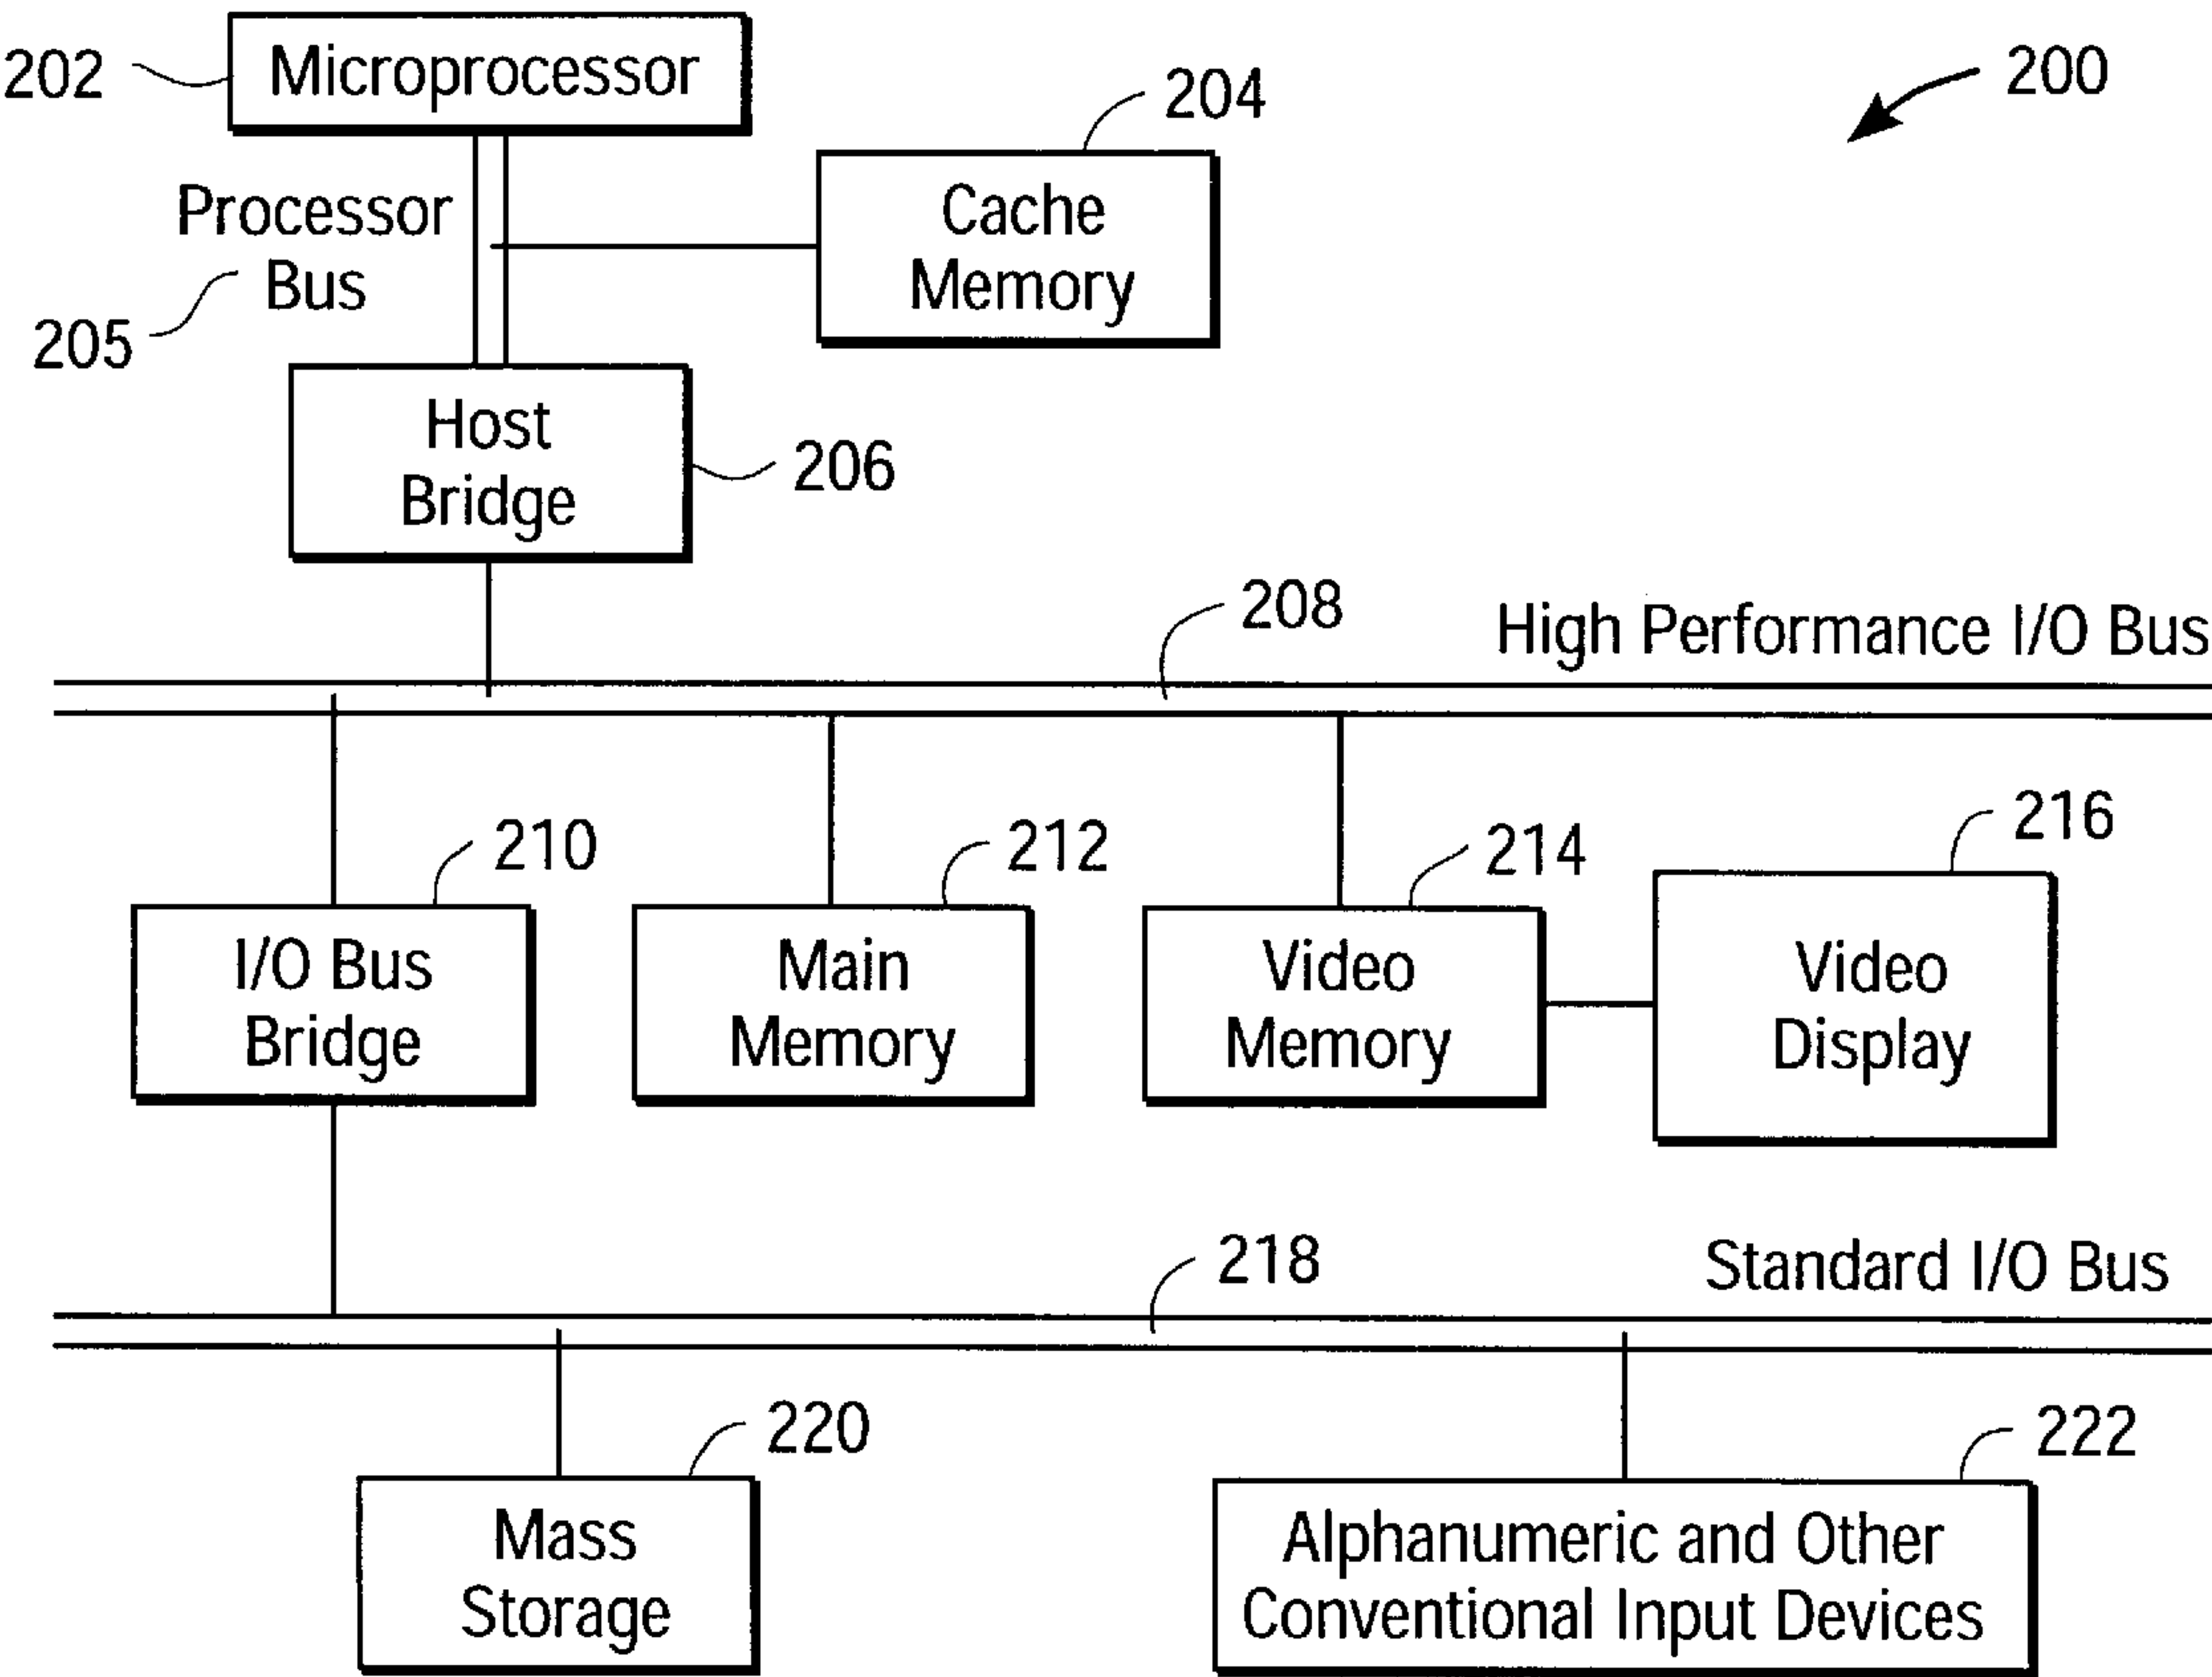 202
Microprocessor
200
204
Processor
Bus
205
Cache
Memory
Host
Bridge
206
208
High Performance I/O Bus
210
212
214
216
I/O Bus
Bridge
Main
Memory
Video
Memory
Video
Display
218
Standard I/O Bus
220
222
Mass
Storage
Alphanumeric and Other
Conventional Input Devices